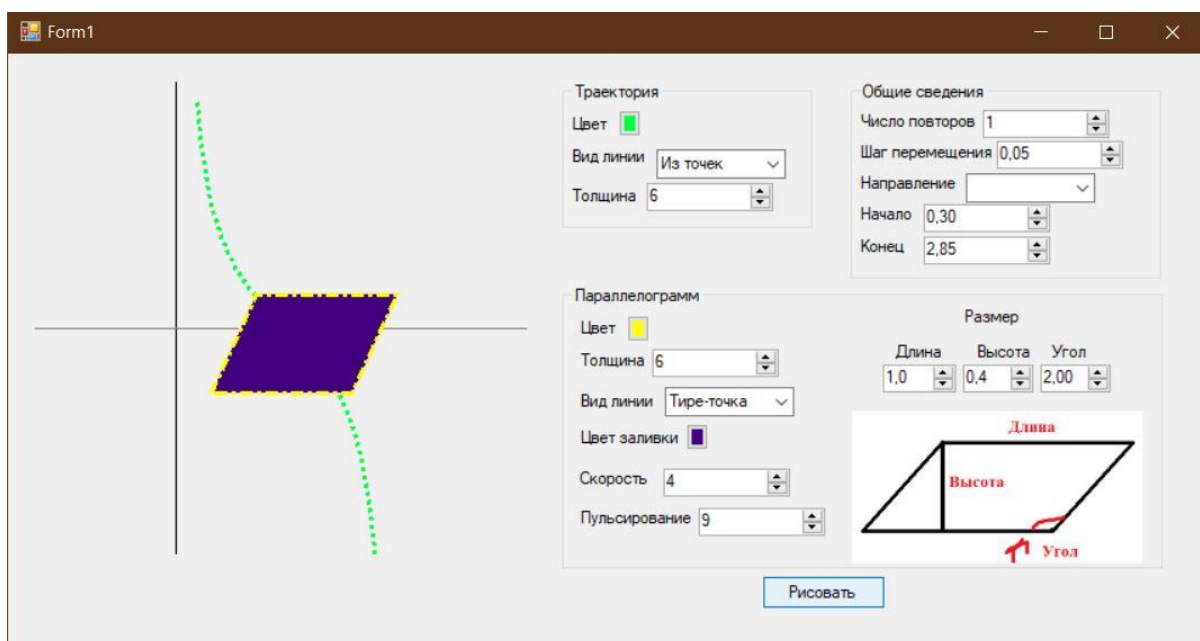 Form1
Траектория
Цвет
Вид линии Из точек
Толщина 6
Общие сведения
Число повторов 1
Шаг перемещения 0,05
Направление
Начало 0,30
Конец 2,85
Параллелограмм
Цвет
Толщина 6
Вид линии Тире-точка
Цвет заливки
Скорость 4
Пульсирование 9
Размер
Длина Высота Угол
1,0 0,4 2,00
Длина
Высота
Угол
Рисовать